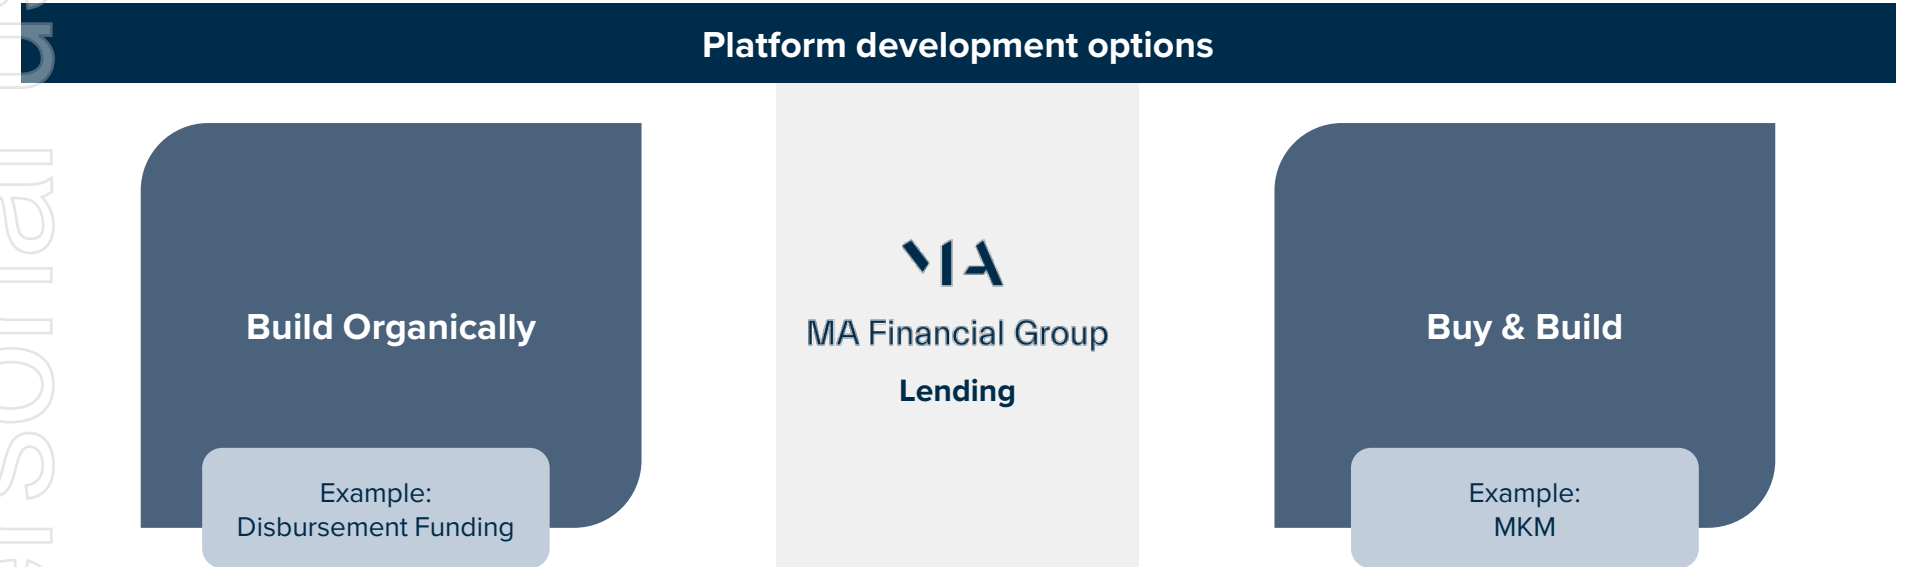 Platform development options
Build Organically
Example:
Disbursement Funding
MA
MA Financial Group
Lending
Buy & Build
Example:
MKM